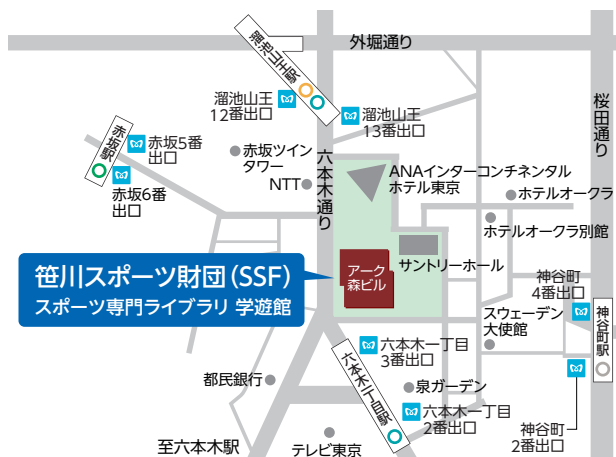 外堀通り
溜池山王駅
桜田通り
溜池山王
12番出口
溜池山王
13番出口
赤坂駅
赤坂5番
出口
赤坂6番
出口
赤坂ツイン
タワー
NTT
六本木通り
ANAインターコンチネンタル
ホテル東京
ホテルオークラ
ホテルオークラ別館
サントリーホール
アーク
森ビル
笹川スポーツ財団(SSF)
スポーツ専門ライブラリ 学遊館
神谷町
4番出口
スウェーデン
大使館
神谷町駅
六本木一丁目
3番出口
六本木一丁目駅
都民銀行
泉ガーデン
六本木一丁目
2番出口
神谷町
2番出口
至六本木駅
テレビ東京